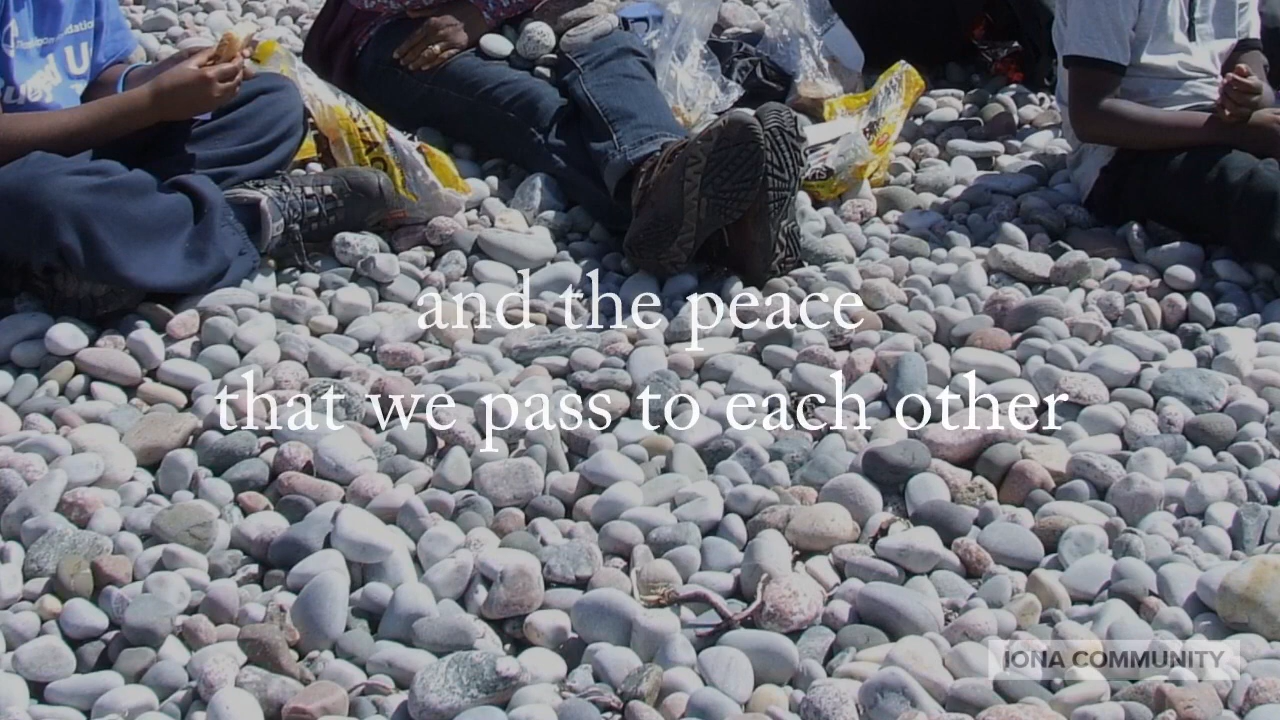 and the peace
that we pass to each other
IONA COMMUNITY